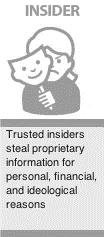 INSIDER
Trusted insiders
steal proprietary
information for
personal, financial,
and ideological
reasons